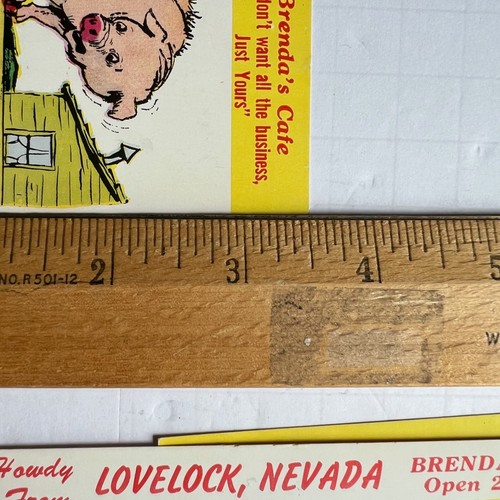 Brenda's Cafe
don't want all the business,
Just Yours"
2 3 4 5
NO. R 501-12
W
Howdy
From
LOVELOCK, NEVADA
BRENDA
Open 2